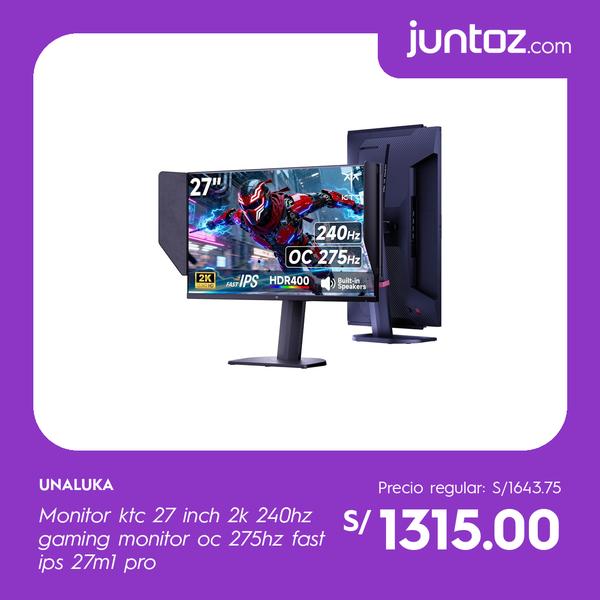 juntoz.com
27"
KTC
240Hz
OC 275Hz
2K
FAST IPS
HDR400
Built-in
Speakers
UNALUKA
Precio regular: S/1643.75
Monitor ktc 27 inch 2k 240hz
gaming monitor oc 275hz fast
ips 27m1 pro
S/1315.00